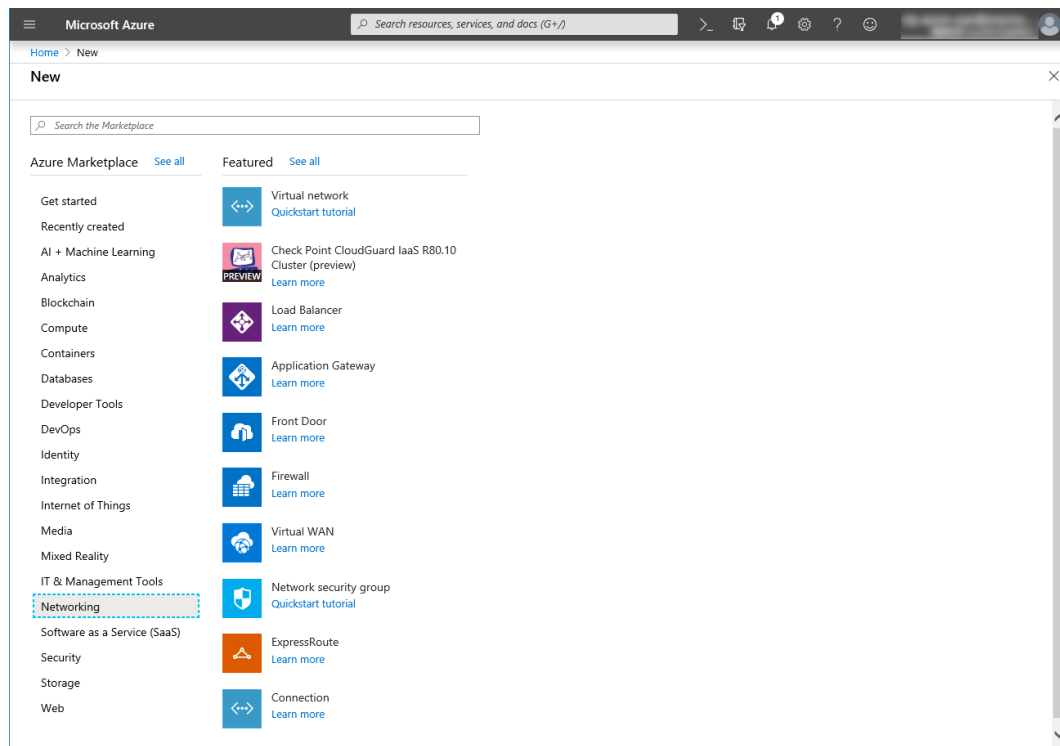 Microsoft Azure
Search resources, services, and docs (G+/)
>_
1
?
Home > New
New
Search the Marketplace
Azure Marketplace See all
Get started
Recently created
AI + Machine Learning
Analytics
Blockchain
Compute
Containers
Databases
Developer Tools
DevOps
Identity
Integration
Internet of Things
Media
Mixed Reality
IT & Management Tools
Networking
Software as a Service (SaaS)
Security
Storage
Web
Featured See all
Virtual network
Quickstart tutorial
PREVIEW
Check Point CloudGuard IaaS R80.10
Cluster (preview)
Learn more
Load Balancer
Learn more
Application Gateway
Learn more
Front Door
Learn more
Firewall
Learn more
Virtual WAN
Learn more
Network security group
Quickstart tutorial
ExpressRoute
Learn more
Connection
Learn more